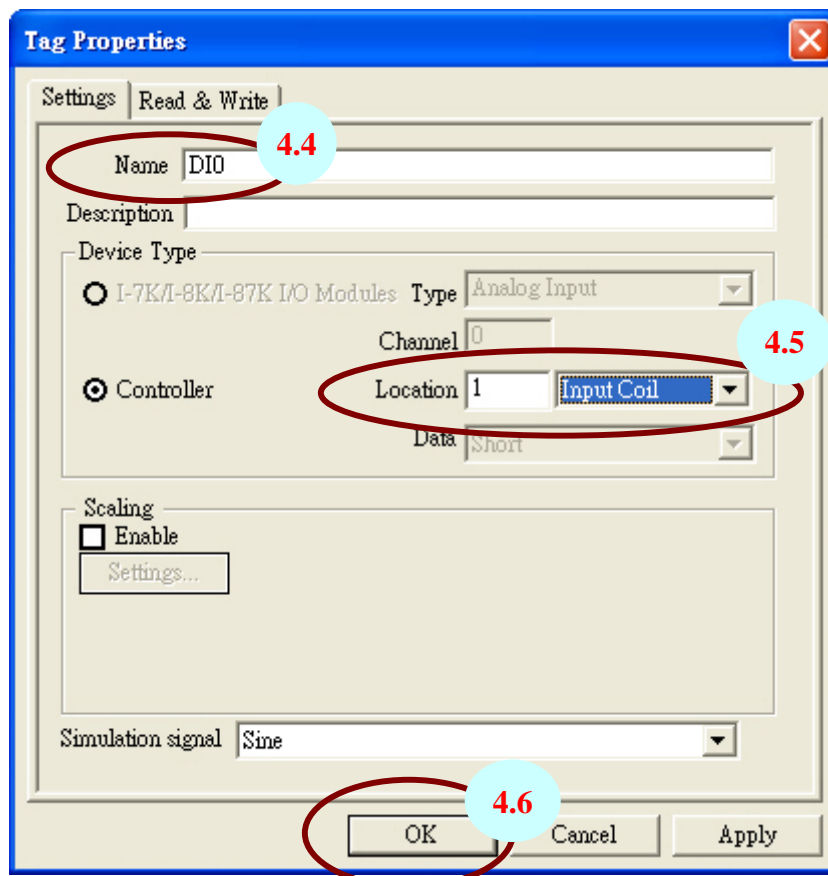 Tag Properties
Settings Read & Write
4.4
Name DI0
Description
Device Type
I-7K/I-8K/I-87K I/O Modules Type Analog Input
Channel 0
4.5
Controller Location 1 Input Coil
Data Short
Scaling
Enable
Settings...
Simulation signal Sine
4.6
OK Cancel Apply